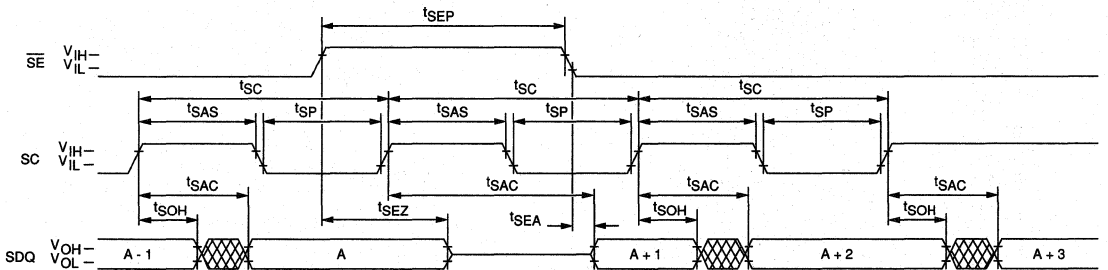 tSEP
SE VIH
VIL
tSC tSC tSC
tSAS tSP tSAS tSP tSAS tSP
SC VIH
VIL
tSAC tSAC tSAC tSAC
tSOH tSEZ tSEA tSOH tSOH
SDQ VOH
VOL
A - 1 A A + 1 A + 2 A + 3